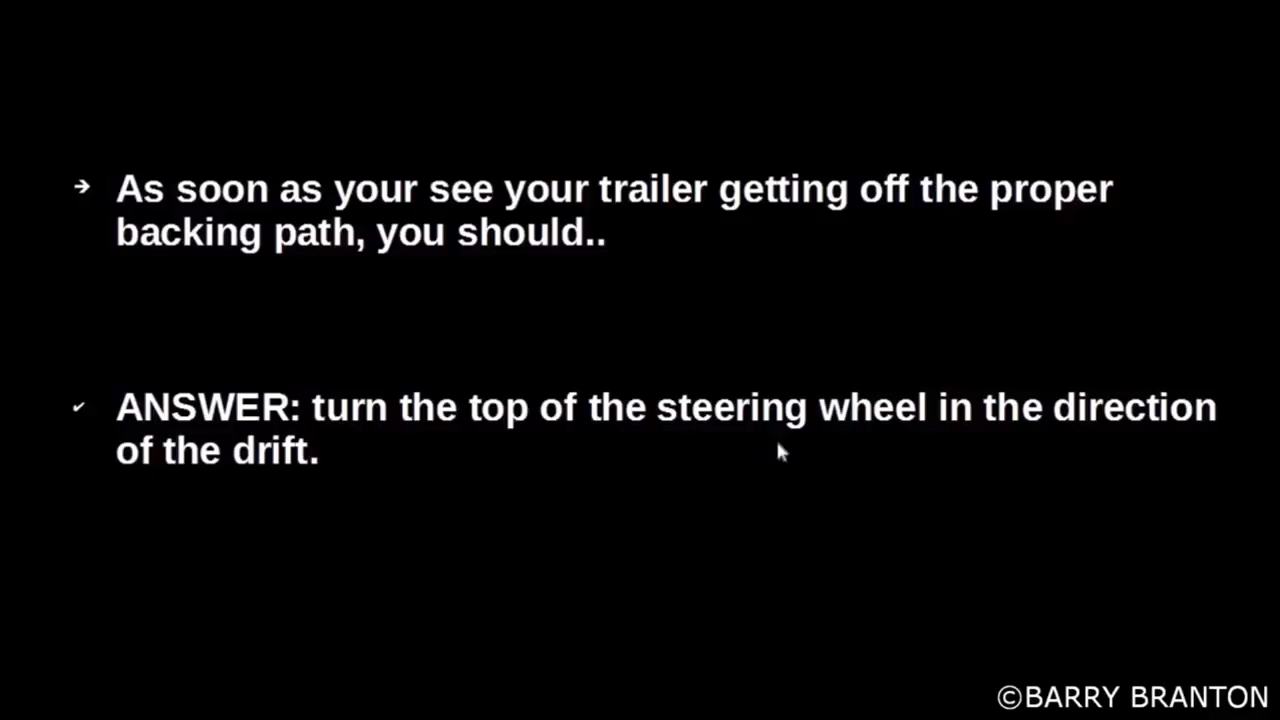 As soon as your see your trailer getting off the proper
backing path, you should..
ANSWER: turn the top of the steering wheel in the direction
of the drift.
©BARRY BRANTON